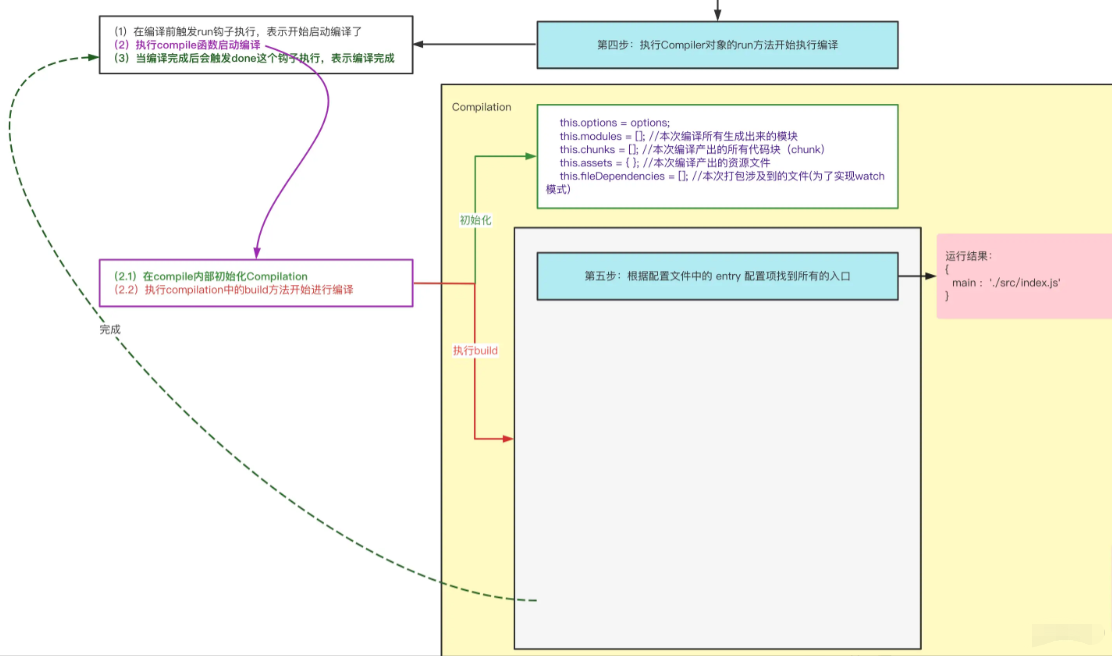 （1）在编译前触发run钩子执行，表示开始启动编译了
（2）执行compile函数启动编译
（3）当编译完成后会触发done这个钩子执行，表示编译完成
第四步：执行Compiler对象的run方法开始执行编译
Compilation
this.options = options;
this.modules = []; //本次编译所有生成出来的模块
this.chunks = []; //本次编译产出的所有代码块（chunk）
this.assets = { }; //本次编译产出的资源文件
this.fileDependencies = []; //本次打包涉及到的文件(为了实现watch
模式)
初始化
（2.1）在compile内部初始化Compilation
（2.2）执行compilation中的build方法开始进行编译
第五步：根据配置文件中的 entry 配置项找到所有的入口
运行结果：
{
main： './src/index.js'
}
完成
执行build